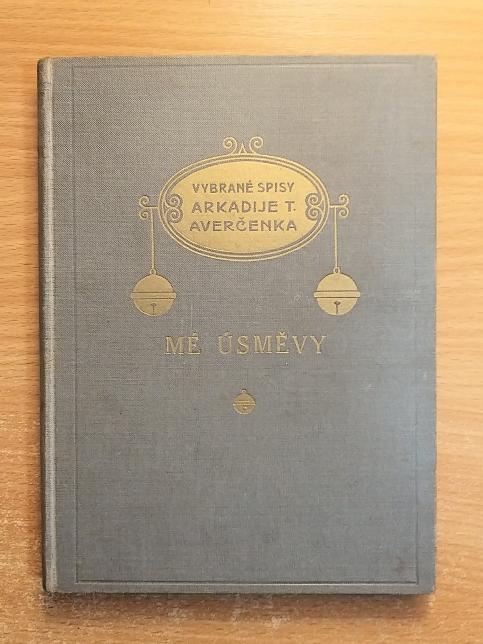 VYBRANÉ SPISY
ARKADIJE T.
AVERČENKA
MÉ ÚSMĚVY